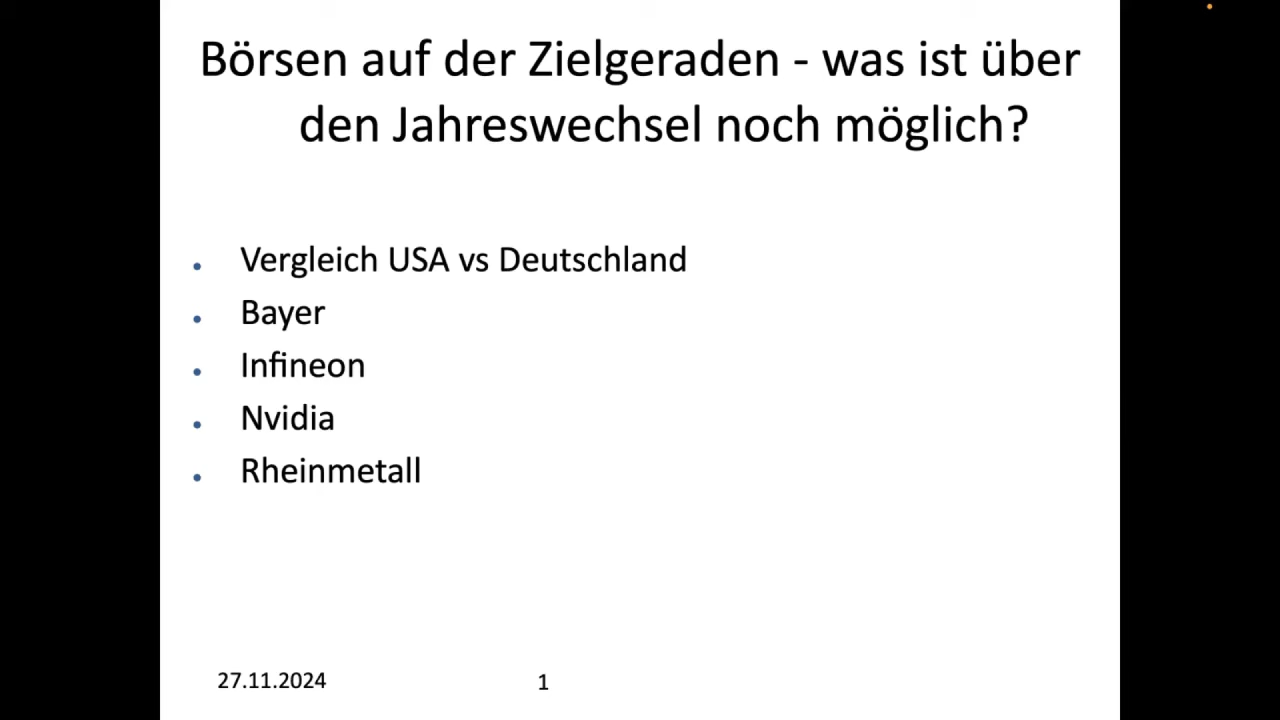 Börsen auf der Zielgeraden - was ist über
den Jahreswechsel noch möglich?
Vergleich USA vs Deutschland
Bayer
Infineon
Nvidia
Rheinmetall
27.11.2024 1